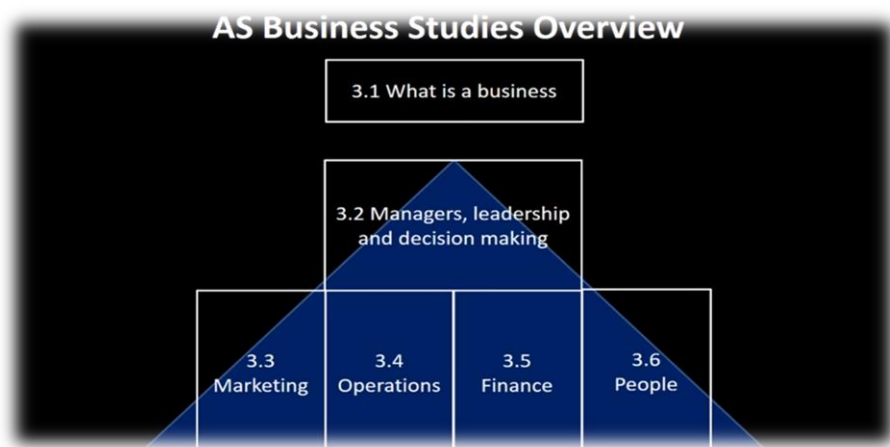 AS Business Studies Overview
3.1 What is a business
3.2 Managers, leadership
and decision making
3.3
Marketing
3.4
Operations
3.5
Finance
3.6
People